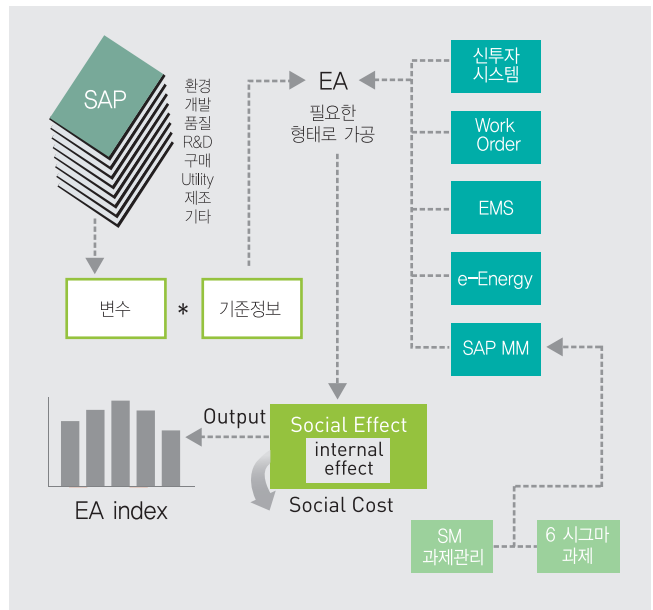 SAP
환경
개발
품질
R&D
구매
Utility
제조
기타
변수
*
기준정보
EA
필요한
형태로 가공
신투자
시스템
Work
Order
EMS
e-Energy
SAP MM
Output
EA index
Social Effect
internal
effect
Social Cost
SM
과제관리
6 시그마
과제